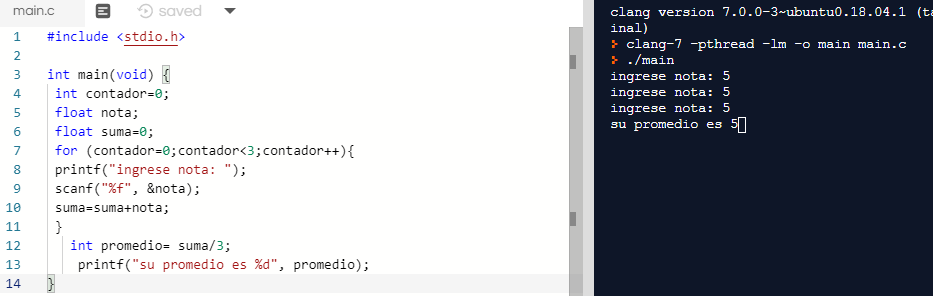 main.c saved
1 #include <stdio.h>
2
3 int main(void) {
4 int contador=0;
5 float nota;
6 float suma=0;
7 for (contador=0;contador<3;contador++){
8 printf("ingrese nota: ");
9 scanf("%f", &nota);
10 suma=suma+nota;
11 }
12 int promedio= suma/3;
13 printf("su promedio es %d", promedio);
14 }
clang version 7.0.0-3~ubuntu0.18.04.1 (ta
inal)
> clang-7 -pthread -lm -o main main.c
> ./main
ingrese nota: 5
ingrese nota: 5
ingrese nota: 5
su promedio es 5